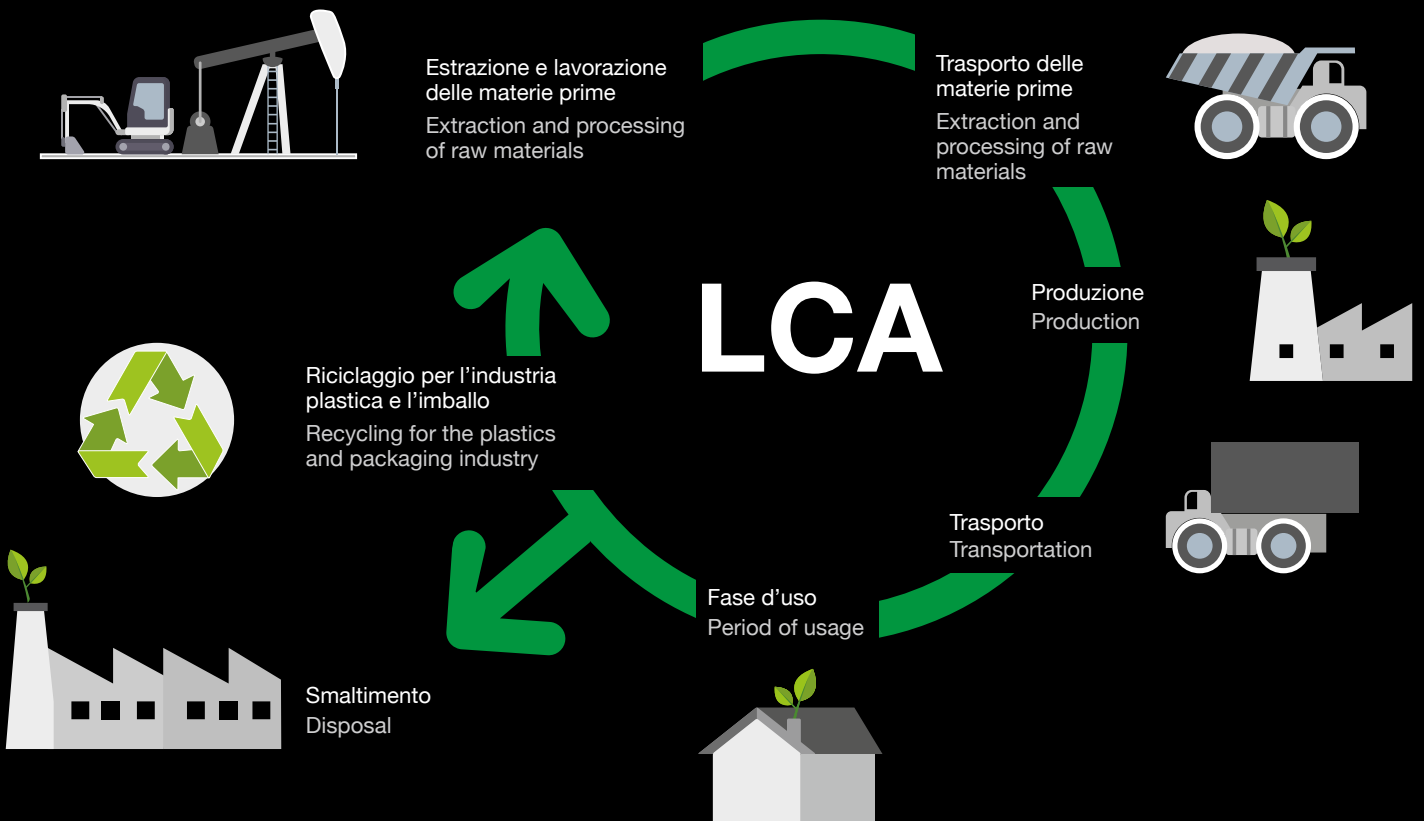 Estrazione e lavorazione
delle materie prime
Extraction and processing
of raw materials
Trasporto delle
materie prime
Extraction and
processing of raw
materials
LCA
Produzione
Production
Riciclaggio per l’industria
plastica e l’imballo
Recycling for the plastics
and packaging industry
Trasporto
Transportation
Fase d’uso
Period of usage
Smaltimento
Disposal